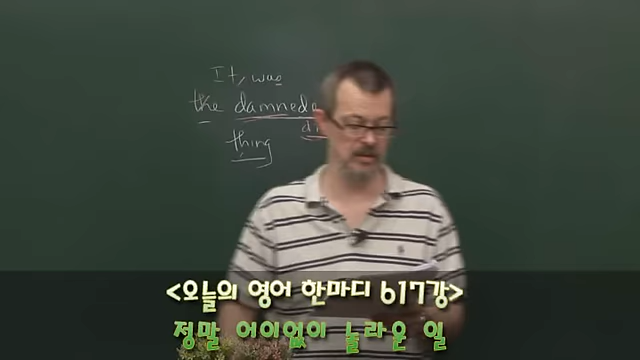 It was
the damnede
thing
<오늘의 영어 한마디 617강>
정말 어이없이 놀라운 일